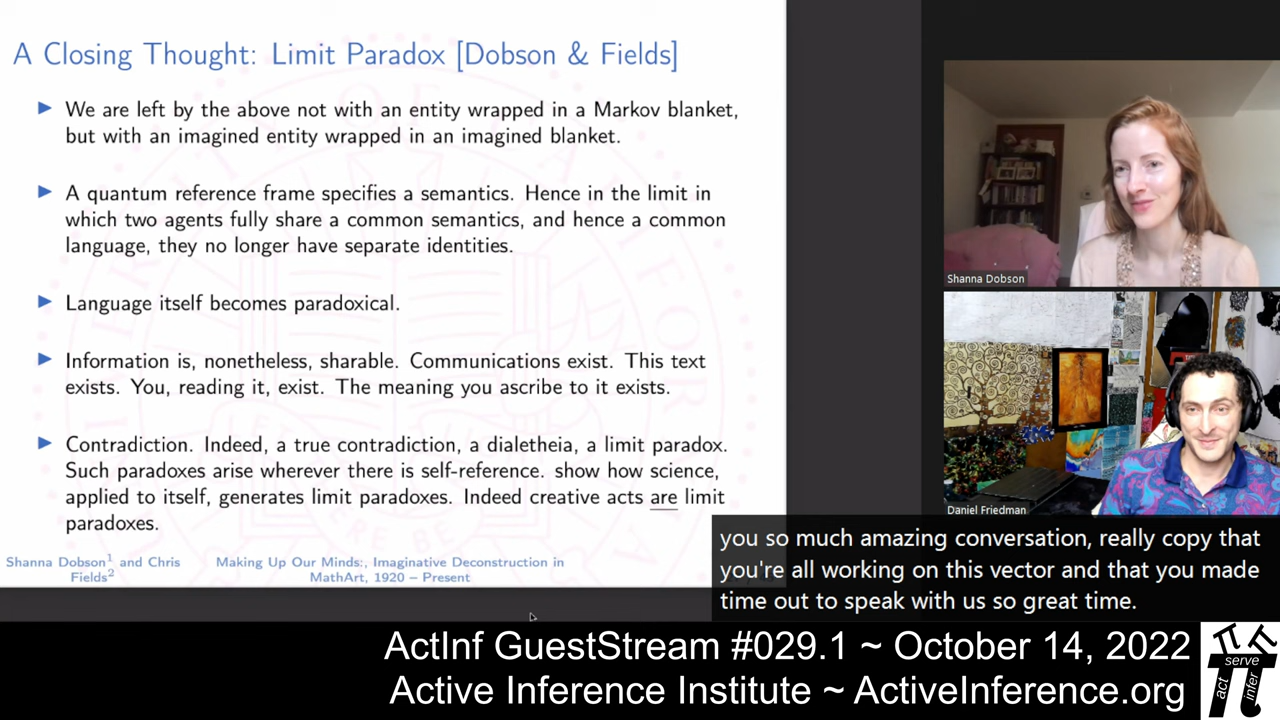 A Closing Thought: Limit Paradox [Dobson & Fields]
We are left by the above not with an entity wrapped in a Markov blanket,
but with an imagined entity wrapped in an imagined blanket.
A quantum reference frame specifies a semantics. Hence in the limit in
which two agents fully share a common semantics, and hence a common
language, they no longer have separate identities.
Language itself becomes paradoxical.
Information is, nonetheless, sharable. Communications exist. This text
exists. You, reading it, exist. The meaning you ascribe to it exists.
Contradiction. Indeed, a true contradiction, a dialetheia, a limit paradox.
Such paradoxes arise wherever there is self-reference. show how science,
applied to itself, generates limit paradoxes. Indeed creative acts are limit
paradoxes.
Shanna Dobson¹ and Chris
Fields²
Making Up Our Minds:, Imaginative Deconstruction in
MathArt, 1920 – Present
Shanna Dobson
Daniel Friedman
you so much amazing conversation, really copy that
you're all working on this vector and that you made
time out to speak with us so great time.
ActInf GuestStream #029.1 ~ October 14, 2022
Active Inference Institute ~ ActiveInference.org
serve
act
infer